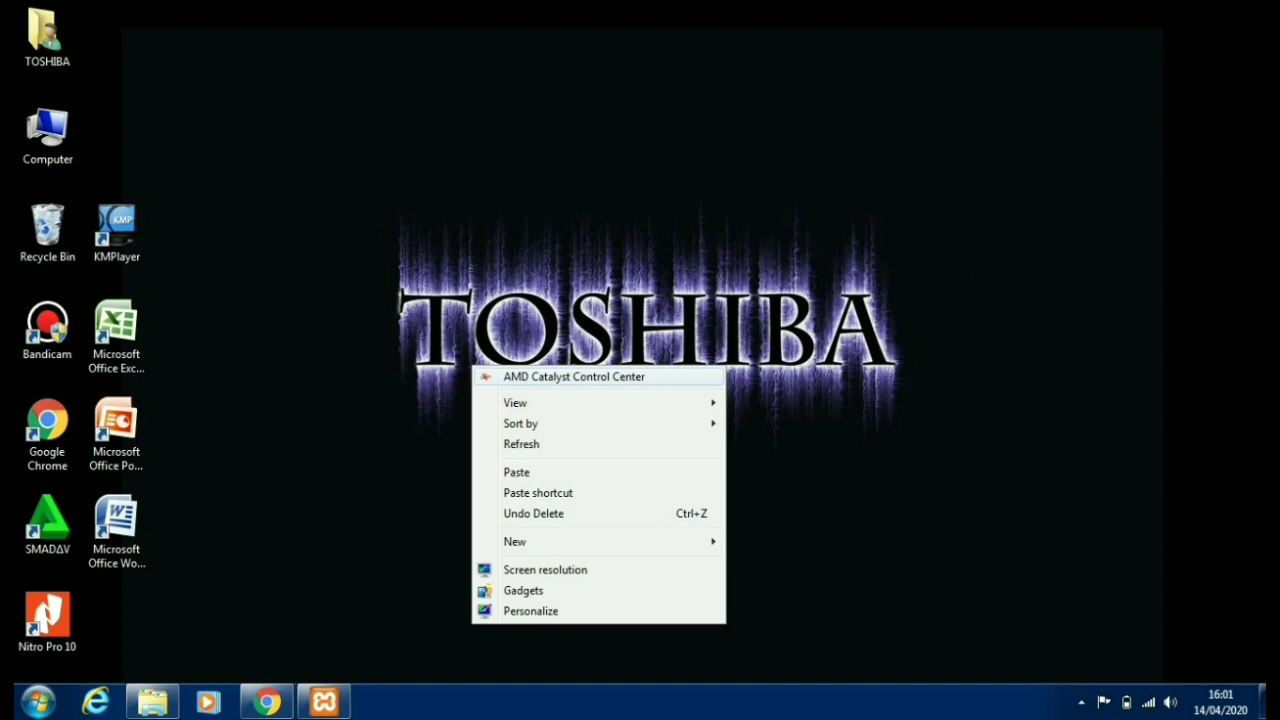 TOSHIBA
Computer
Recycle Bin
KMP
KMPlayer
Bandicam
Microsoft
Office Exc...
Google
Chrome
Microsoft
Office Po...
SMADΔV
Microsoft
Office Wo...
Nitro Pro 10
TOSHIBA
AMD Catalyst Control Center
View
Sort by
Refresh
Paste
Paste shortcut
Undo Delete Ctrl+Z
New
Screen resolution
Gadgets
Personalize
16:01
14/04/2020